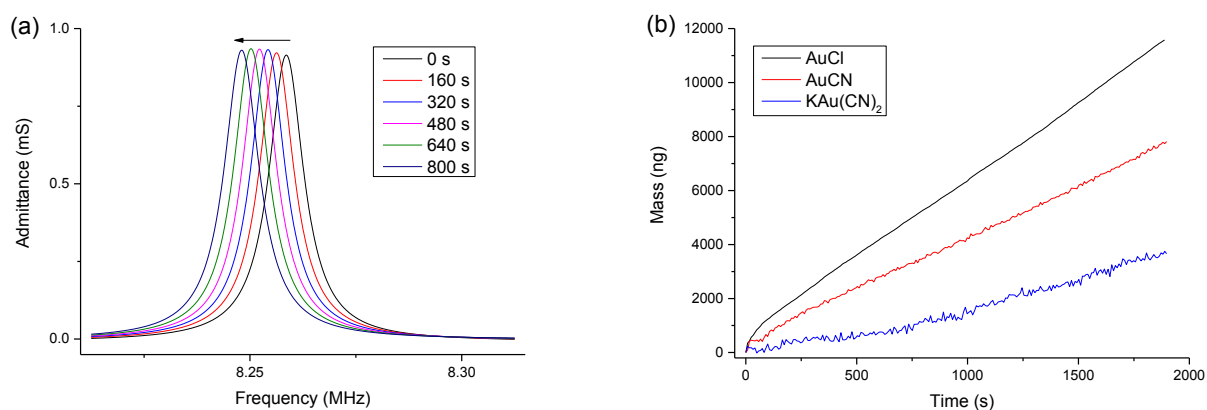 (a)
1.0
0.5
0.0
Admittance (mS)
8.25
8.30
Frequency (MHz)
0 s
160 s
320 s
480 s
640 s
800 s
(b)
12000
10000
8000
6000
4000
2000
0
Mass (ng)
0
500
1000
1500
2000
Time (s)
AuCl
AuCN
KAu(CN)₂